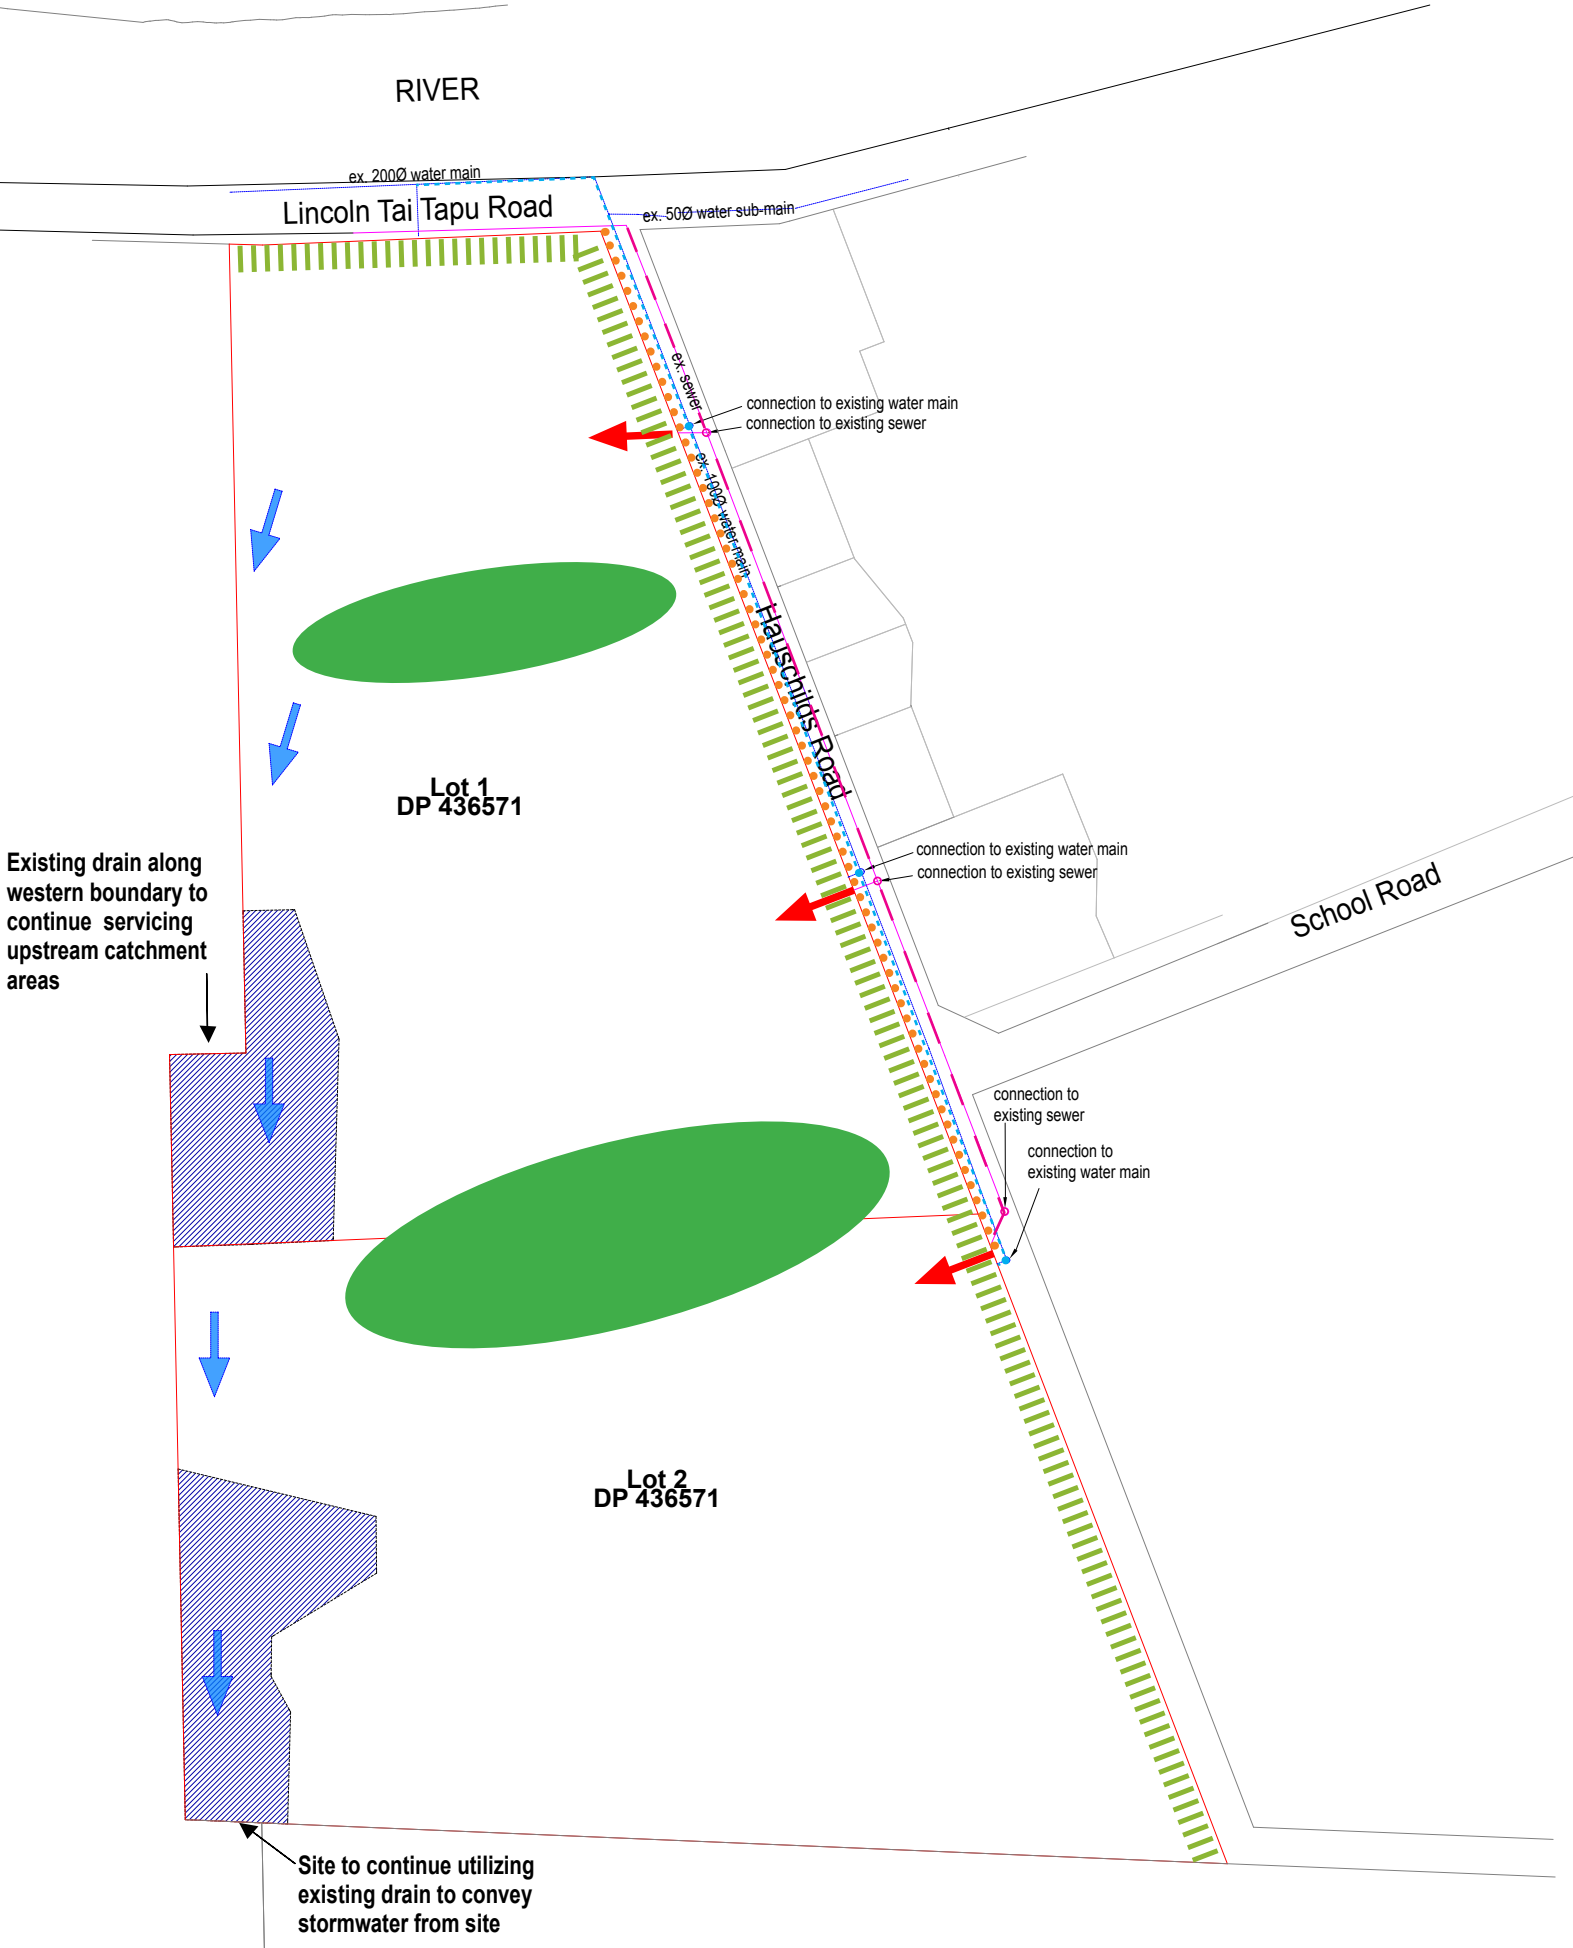 RIVER
ex. 200Ø water main
Lincoln Tai Tapu Road
ex. 50Ø water sub-main
ex. sewer
connection to existing water main
connection to existing sewer
ex. 100Ø water main
Hauschilds Road
Lot 1
DP 436571
Existing drain along
western boundary to
continue servicing
upstream catchment
areas
connection to existing water main
connection to existing sewer
School Road
connection to
existing sewer
connection to
existing water main
Lot 2
DP 436571
Site to continue utilizing
existing drain to convey
stormwater from site